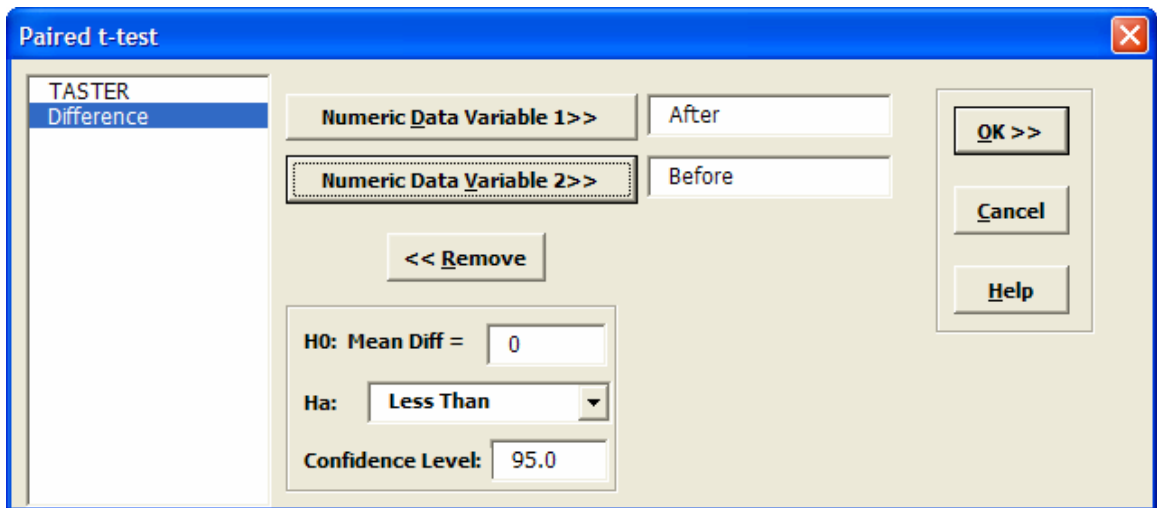 Paired t-test
TASTER
Difference
Numeric Data Variable 1>>
After
Numeric Data Variable 2>>
Before
<< Remove
H0: Mean Diff =
0
Ha:
Less Than
Confidence Level:
95.0
OK >>
Cancel
Help